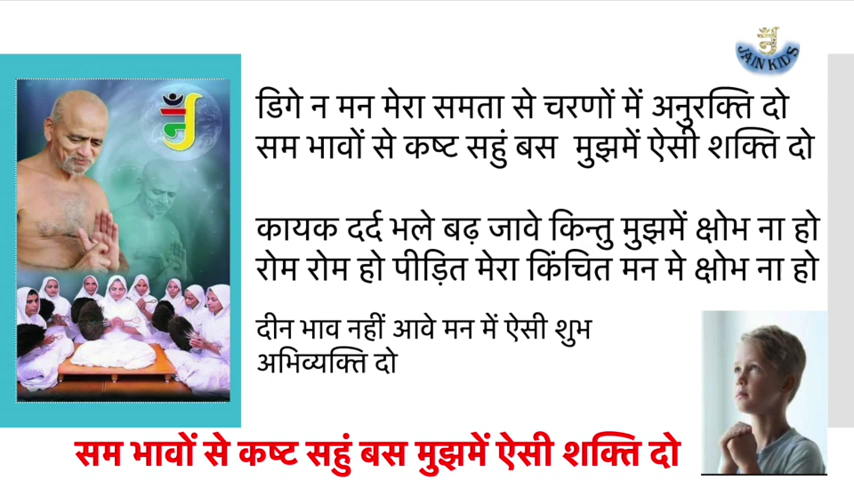 JAIN KID'S
डिगे न मन मेरा समता से चरणों में अनुरक्ति दो
सम भावों से कष्ट सहुं बस मुझमें ऐसी शक्ति दो
कायक दर्द भले बढ़ जावे किन्तु मुझमें क्षोभ ना हो
रोम रोम हो पीड़ित मेरा किंचित मन मे क्षोभ ना हो
दीन भाव नहीं आवे मन में ऐसी शुभ
अभिव्यक्ति दो
सम भावों से कष्ट सहुं बस मुझमें ऐसी शक्ति दो